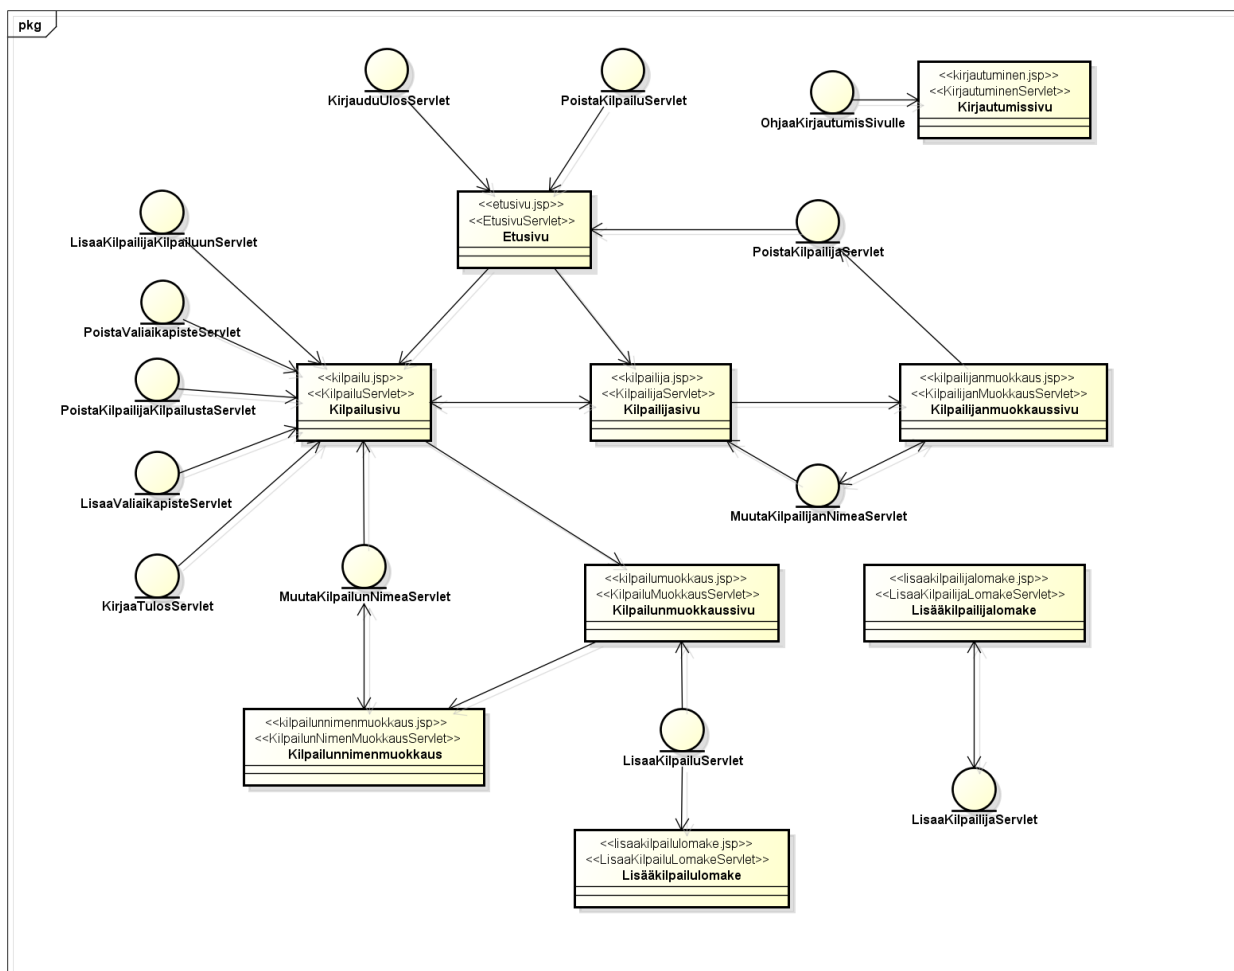 pkg
KirjauduUlosServlet
PoistaKilpailuServlet
OhjaaKirjautumisSivulle
<<kirjautuminen.jsp>>
<<KirjautuminenServlet>>
Kirjautumissivu
LisaaKilpailijaKilpailuunServlet
<<etusivu.jsp>>
<<EtusivuServlet>>
Etusivu
PoistaKilpailijaServlet
PoistaValiaikapisteServlet
PoistaKilpailijaKilpailustaServlet
<<kilpailu.jsp>>
<<KilpailuServlet>>
Kilpailusivu
<<kilpailija.jsp>>
<<KilpailijaServlet>>
Kilpailijasivu
<<kilpailijanmuokkaus.jsp>>
<<KilpailijanMuokkausServlet>>
Kilpailijanmuokkaussivu
LisaaValiaikapisteServlet
MuutaKilpailijanNimeaServlet
KirjaaTulosServlet
MuutaKilpailunNimeaServlet
<<kilpailumuokkaus.jsp>>
<<KilpailuMuokkausServlet>>
Kilpailunmuokkaussivu
<<lisaakilpailijalomake.jsp>>
<<LisaaKilpailijaLomakeServlet>>
Lisääkilpailijalomake
<<kilpailunnimenmuokkaus.jsp>>
<<KilpailunNimenMuokkausServlet>>
Kilpailunnimenmuokkaus
LisaaKilpailuServlet
LisaaKilpailijaServlet
<<lisaakilpailulomake.jsp>>
<<LisaaKilpailuLomakeServlet>>
Lisääkilpailulomake